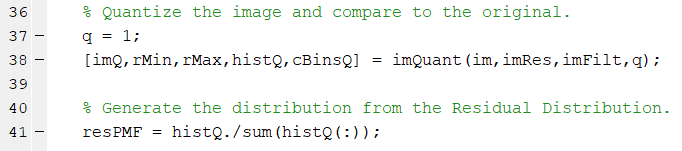 36 % Quantize the image and compare to the original.
37 – q = 1;
38 – [imQ,rMin,rMax,histQ,cBinsQ] = imQuant(im,imRes,imFilt,q);
39
40 % Generate the distribution from the Residual Distribution.
41 – resPMF = histQ./sum(histQ(:));